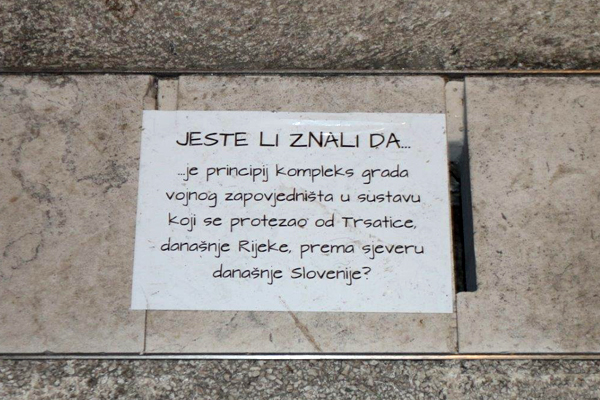 JESTE LI ZNALI DA...
...je principij kompleks grada
vojnog zapovjedništa u sustavu
koji se protezao od Trsatice,
današnje Rijeke, prema sjeveru
današnje Slovenije?